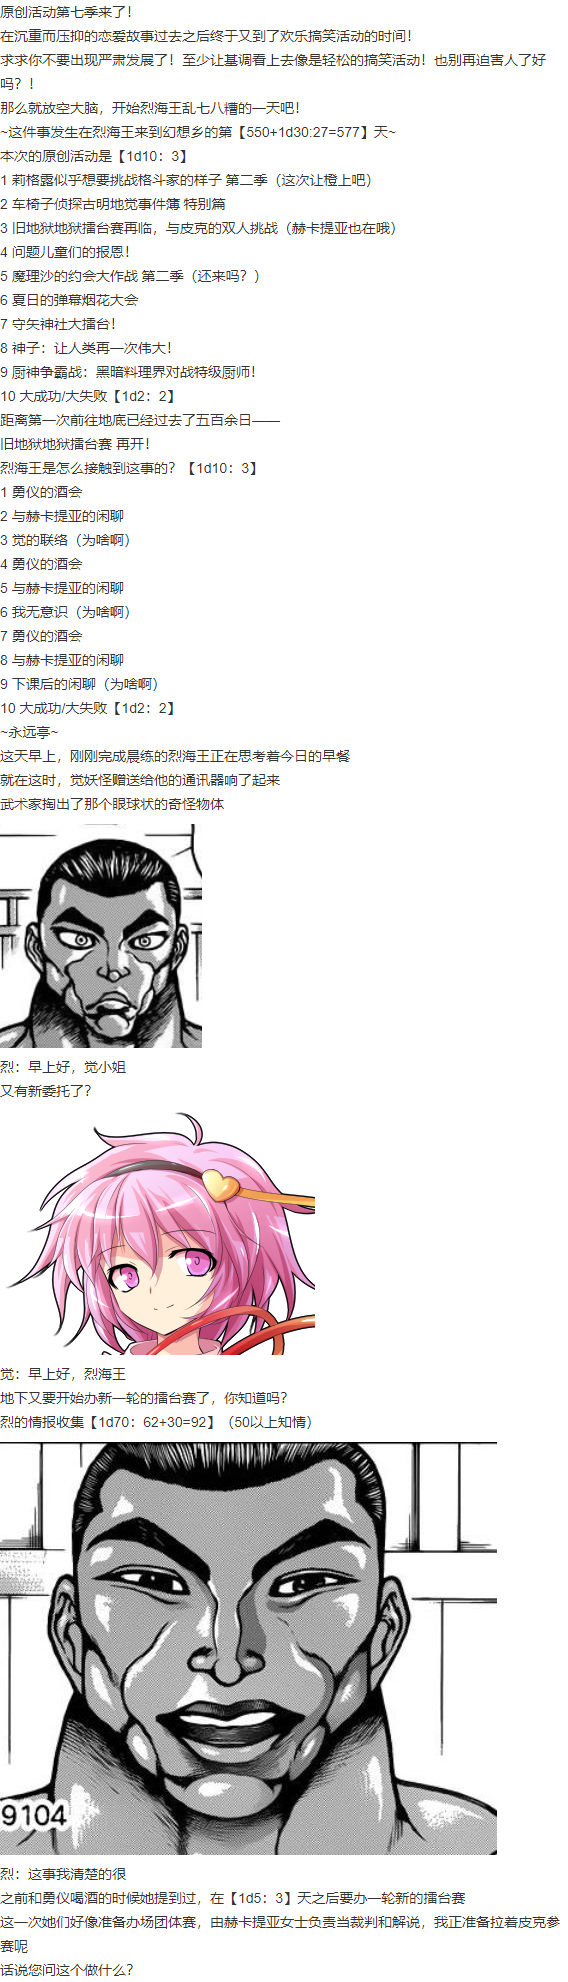 原创活动第七季来了！
在沉重而压抑的恋爱故事过去之后终于又到了欢乐搞笑活动的时间！
求求你不要出现严肃发展了！至少让基调看上去像是轻松的搞笑活动！也别再迫害人了好
吗？！
那么就放空大脑，开始烈海王乱七八糟的一天吧！
~这件事发生在烈海王来到幻想乡的第【550+1d30:27=577】天~
本次的原创活动是【1d10：3】
1 莉格露似乎想要挑战格斗家的样子 第二季（这次让橙上吧）
2 车椅子侦探古明地觉事件簿 特别篇
3 旧地狱地狱擂台赛再临，与皮克的双人挑战（赫卡提亚也在哦）
4 问题儿童们的报恩！
5 魔理沙的约会大作战 第二季（还来吗？）
6 夏日的弹幕烟花大会
7 守矢神社大擂台！
8 神子：让人类再一次伟大！
9 厨神争霸战：黑暗料理界对战特级厨师！
10 大成功/大失败【1d2：2】
距离第一次前往地底已经过去了五百余日——
旧地狱地狱擂台赛 再开！
烈海王是怎么接触到这事的？【1d10：3】
1 勇仪的酒会
2 与赫卡提亚的闲聊
3 觉的联络（为啥啊）
4 勇仪的酒会
5 与赫卡提亚的闲聊
6 我无意识（为啥啊）
7 勇仪的酒会
8 与赫卡提亚的闲聊
9 下课后的闲聊（为啥啊）
10 大成功/大失败【1d2：2】
~永远亭~
这天早上，刚刚完成晨练的烈海王正在思考着今日的早餐
就在这时，觉妖怪赠送给他的通讯器响了起来
武术家掏出了那个眼球状的奇怪物体
烈：早上好，觉小姐
又有新委托了？
觉：早上好，烈海王
地下又要开始办新一轮的擂台赛了，你知道吗？
烈的情报收集【1d70：62+30=92】（50以上知情）
9104
烈：这事我清楚的很
之前和勇仪喝酒的时候她提到过，在【1d5：3】天之后要办一轮新的擂台赛
这一次她们好像准备办场团体赛，由赫卡提亚女士负责当裁判和解说，我正准备拉着皮克参
赛呢
话说您问这个做什么？